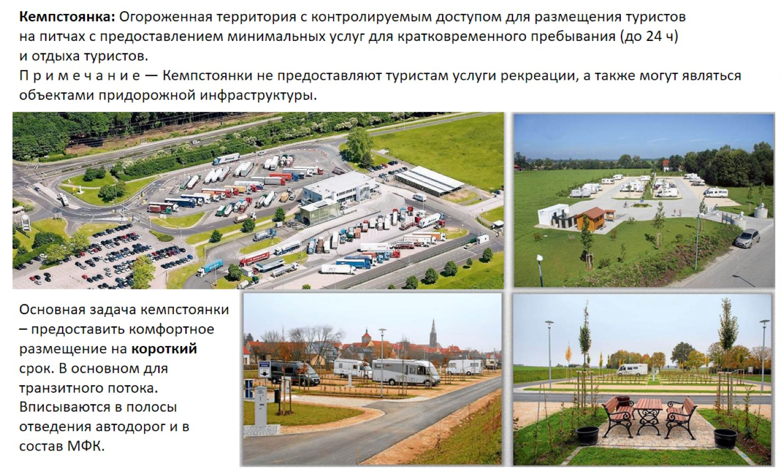 Кемпстоянка: Огороженная территория с контролируемым доступом для размещения туристов
на питчах с предоставлением минимальных услуг для кратковременного пребывания (до 24 ч)
и отдыха туристов.
П р и м е ч а н и е — Кемпстоянки не предоставляют туристам услуги рекреации, а также могут являться
объектами придорожной инфраструктуры.
Основная задача кемпстоянки
– предоставить комфортное
размещение на короткий
срок. В основном для
транзитного потока.
Вписываются в полосы
отведения автодорог и в
состав МФК.